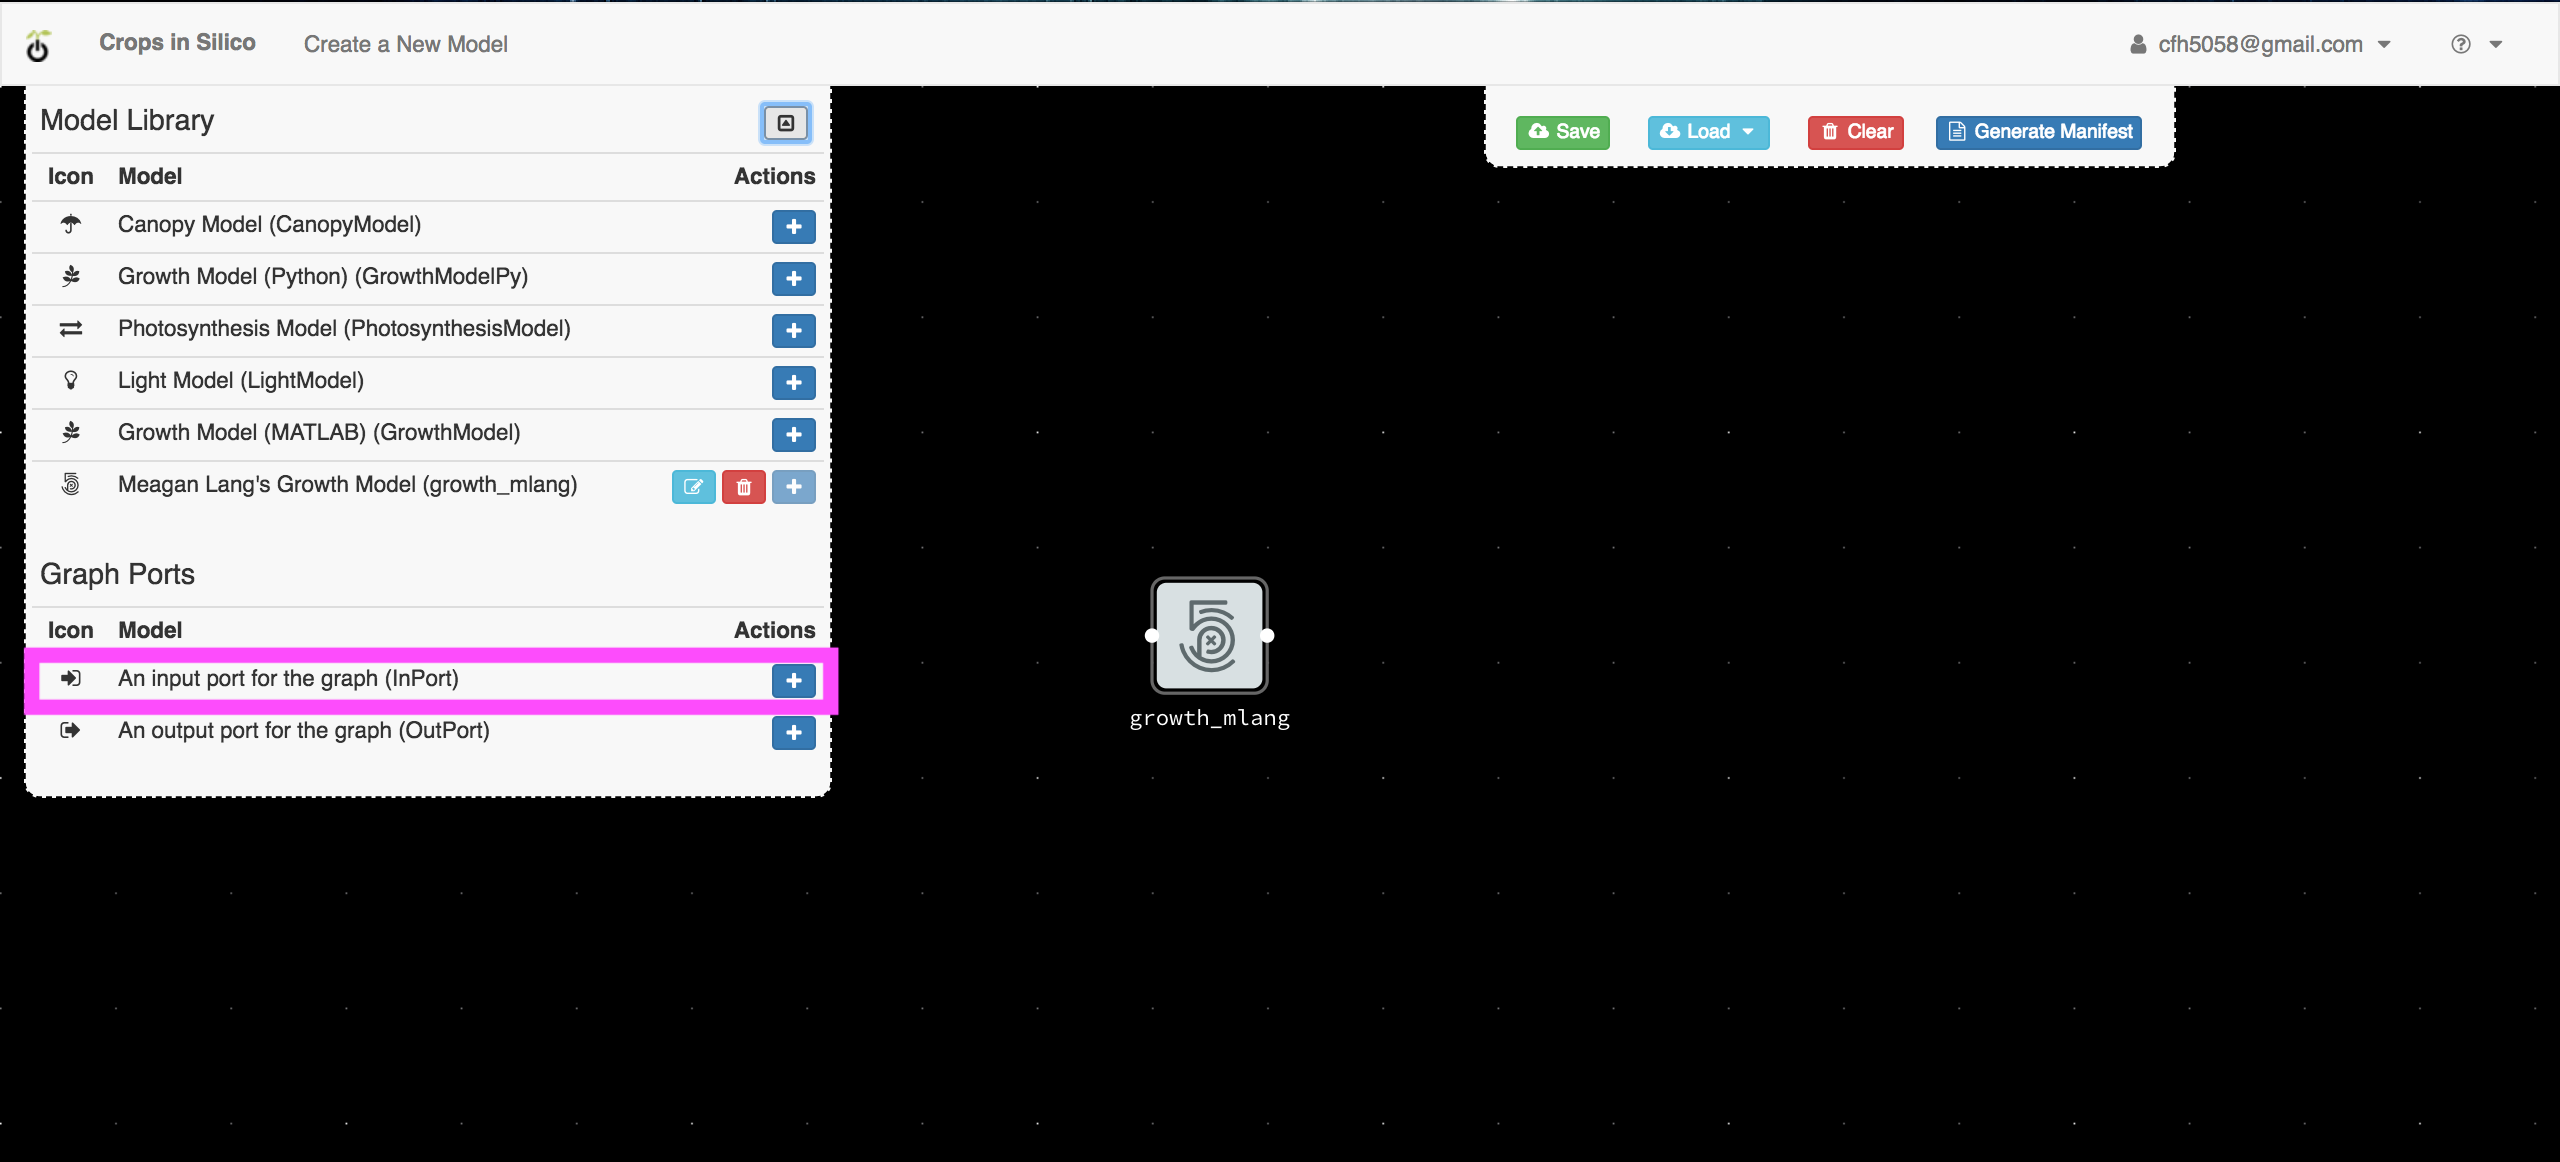 Crops in Silico Create a New Model cfh5058@gmail.com
Model Library
Save Load Clear Generate Manifest
Icon Model Actions
Canopy Model (CanopyModel)
Growth Model (Python) (GrowthModelPy)
Photosynthesis Model (PhotosynthesisModel)
Light Model (LightModel)
Growth Model (MATLAB) (GrowthModel)
Meagan Lang's Growth Model (growth_mlang)
Graph Ports
Icon Model Actions
An input port for the graph (InPort)
An output port for the graph (OutPort)
growth_mlang